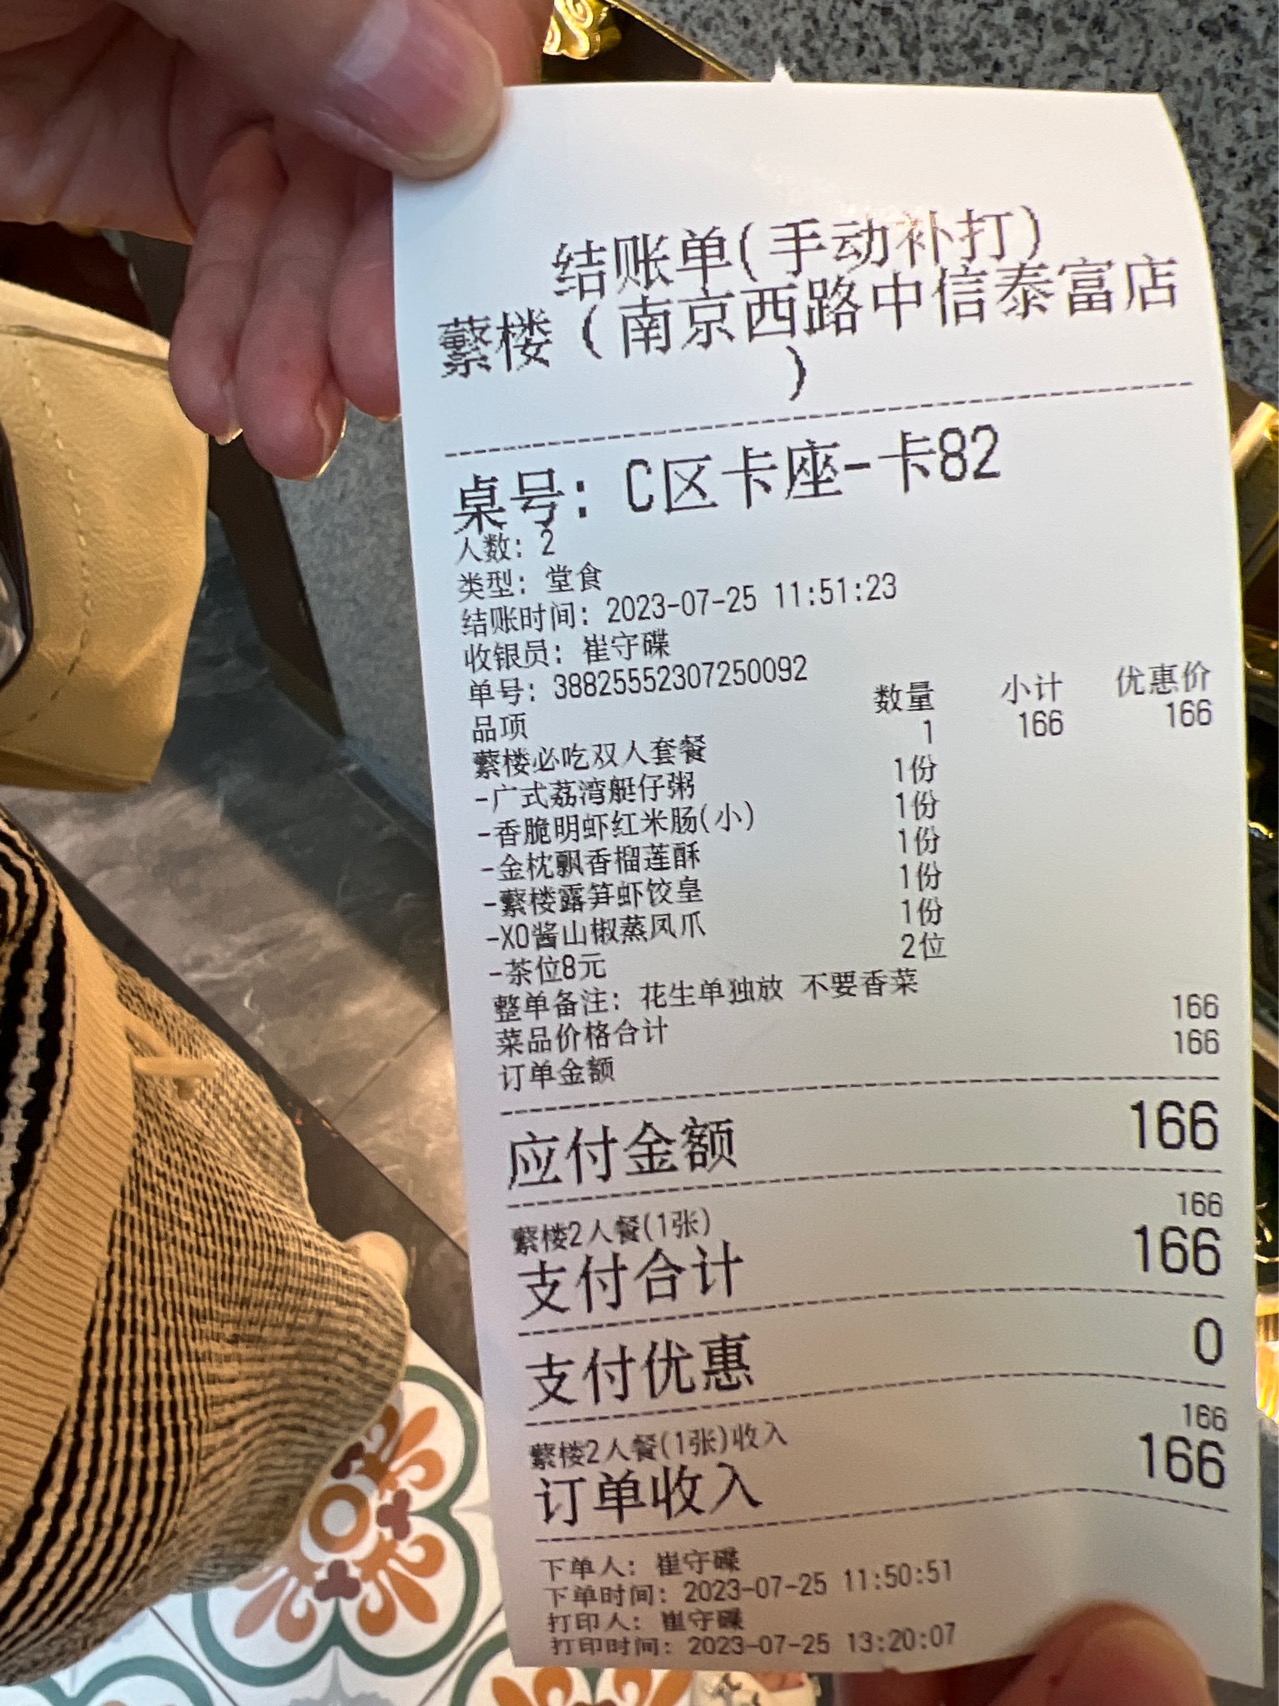 结账单(手动补打)
蘩楼（南京西路中信泰富店
）
桌号：C区卡座-卡82
人数：2
类型：堂食
结账时间：2023-07-25 11:51:23
收银员：崔守碟
单号：38825552307250092
品项 数量 小计 优惠价
蘩楼必吃双人套餐 1 166 166
-广式荔湾艇仔粥 1份
-香脆明虾红米肠(小) 1份
-金枕飘香榴莲酥 1份
-蘩楼露笋虾饺皇 1份
-XO酱山椒蒸凤爪 1份
-茶位8元 2位
整单备注：花生单独放 不要香菜
菜品价格合计 166
订单金额 166
应付金额 166
蘩楼2人餐(1张) 166
支付合计 166
支付优惠 0
蘩楼2人餐(1张)收入 166
订单收入 166
下单人：崔守碟
下单时间：2023-07-25 11:50:51
打印人：崔守碟
打印时间：2023-07-25 13:20:07